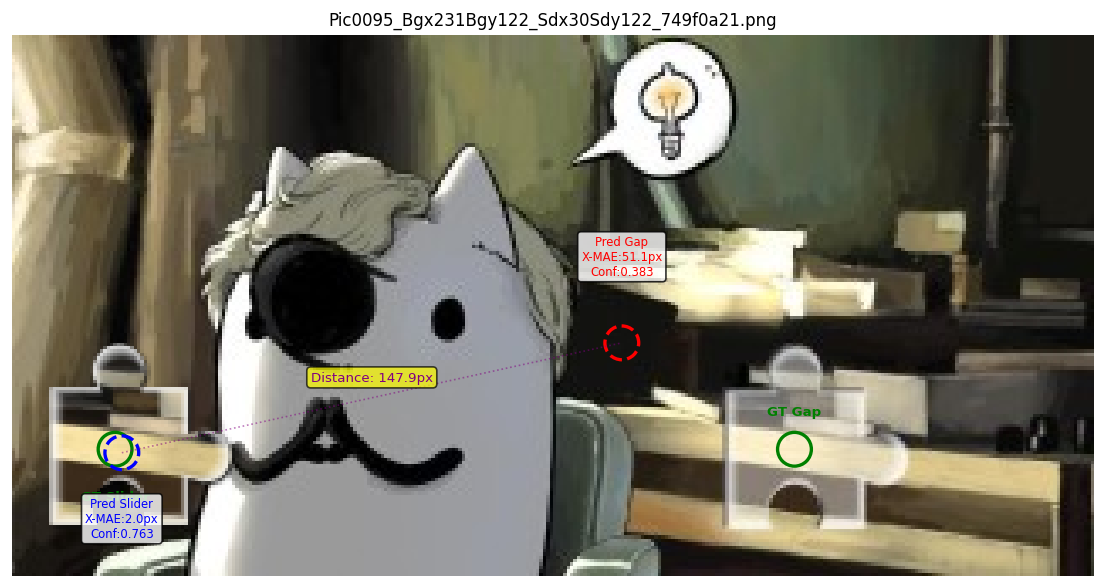 Pic0095_Bgx231Bgy122_Sdx30Sdy122_749f0a21.png
Pred Gap
X-MAE:51.1px
Conf:0.383
Distance: 147.9px
GT Gap
Pred Slider
X-MAE:2.0px
Conf:0.763